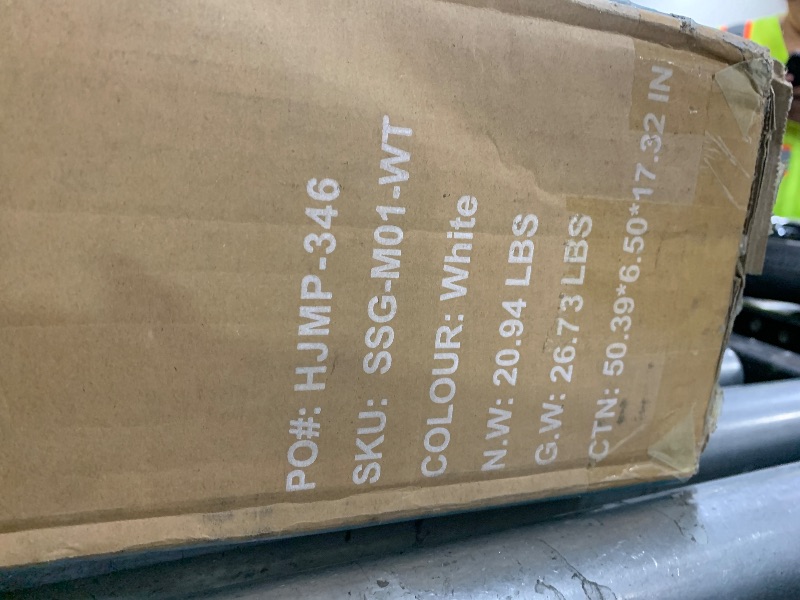 PO#: HJMP-346
SKU: SSG-M01-WT
COLOUR: White
N.W: 20.94 LBS
G.W: 26.73 LBS
CTN: 50.39*6.50*17.32 IN